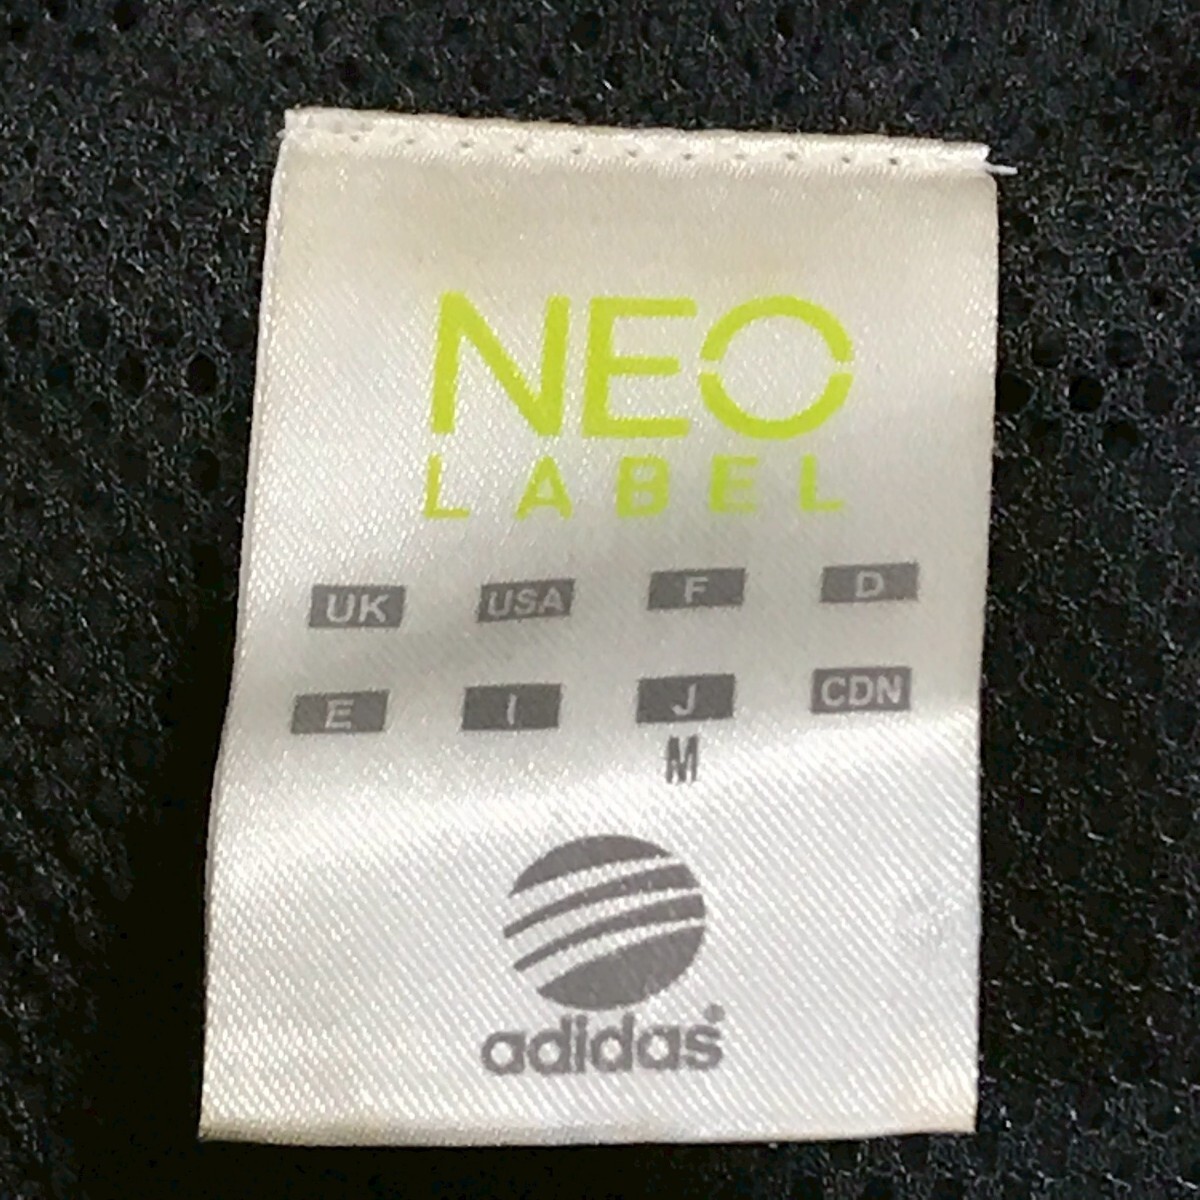 NEO
LABEL
UK USA F D
E I J CDN
M
adidas®